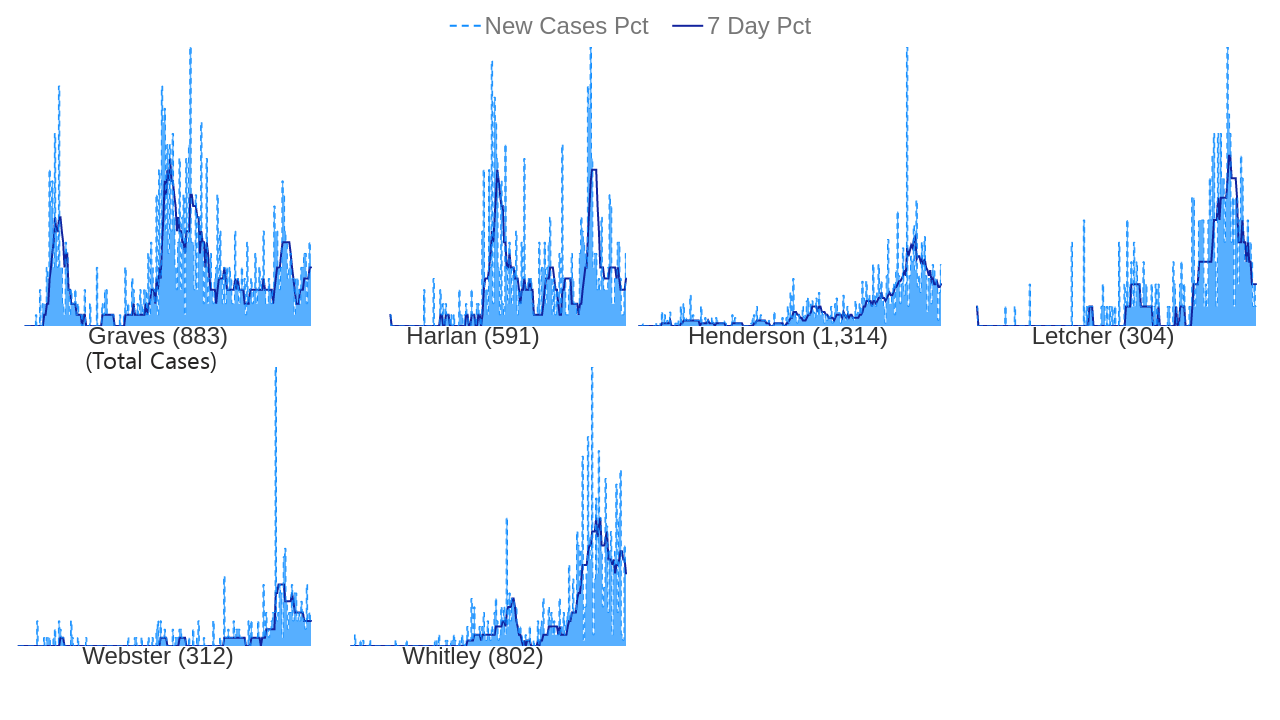 New Cases Pct 7 Day Pct
Graves (883)
(Total Cases)
Harlan (591)
Henderson (1,314)
Letcher (304)
Webster (312)
Whitley (802)